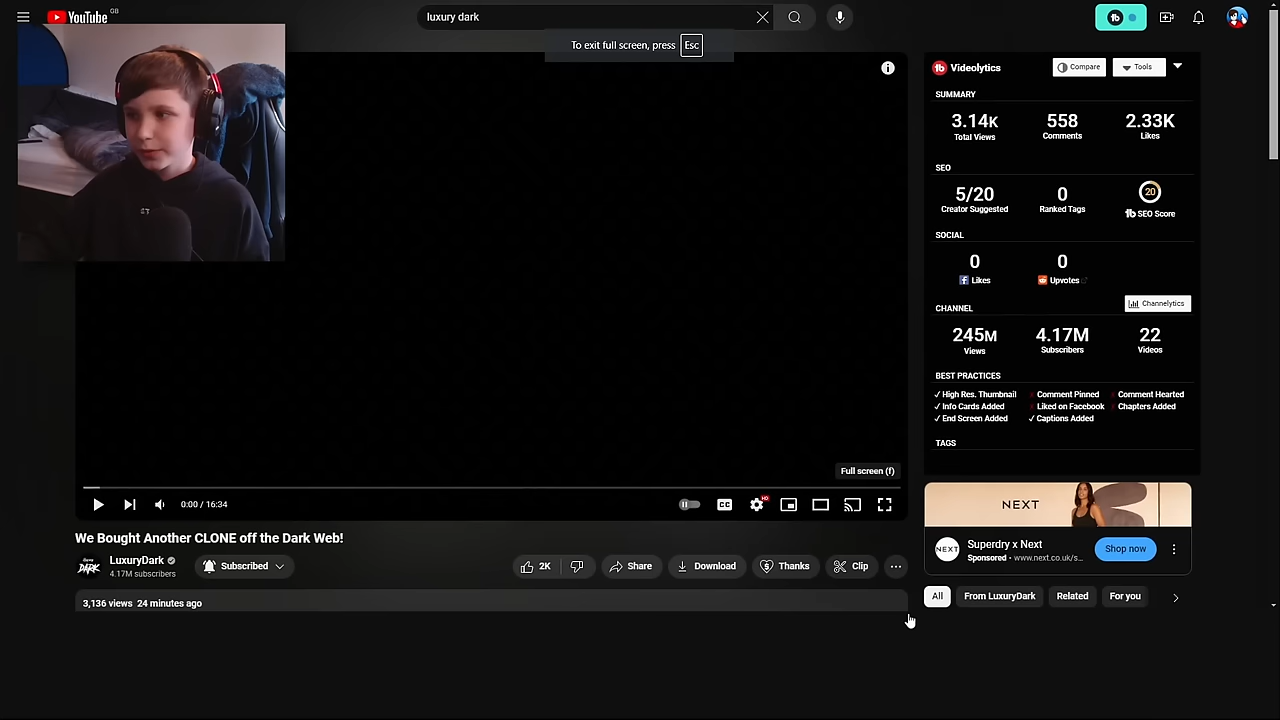 YouTube GB
luxury dark
To exit full screen, press Esc
Videolytics
Compare
Tools
SUMMARY
3.14K
558
2.33K
Total Views
Comments
Likes
SEO
5/20
0
20
Creator Suggested
Ranked Tags
SEO Score
SOCIAL
0
0
Likes
Upvotes
CHANNEL
Channelytics
245M
4.17M
22
Views
Subscribers
Videos
BEST PRACTICES
High Res. Thumbnail
Comment Pinned
Comment Hearted
Info Cards Added
Liked on Facebook
Chapters Added
End Screen Added
Captions Added
TAGS
Full screen (f)
0:00 / 16:34
CC
HD
We Bought Another CLONE off the Dark Web!
LuxuryDark
4.17M subscribers
Subscribed
2K
Share
Download
Thanks
Clip
3,136 views 24 minutes ago
NEXT
NEXT
Superdry x Next
Sponsored • www.next.co.uk/s...
Shop now
All
From LuxuryDark
Related
For you